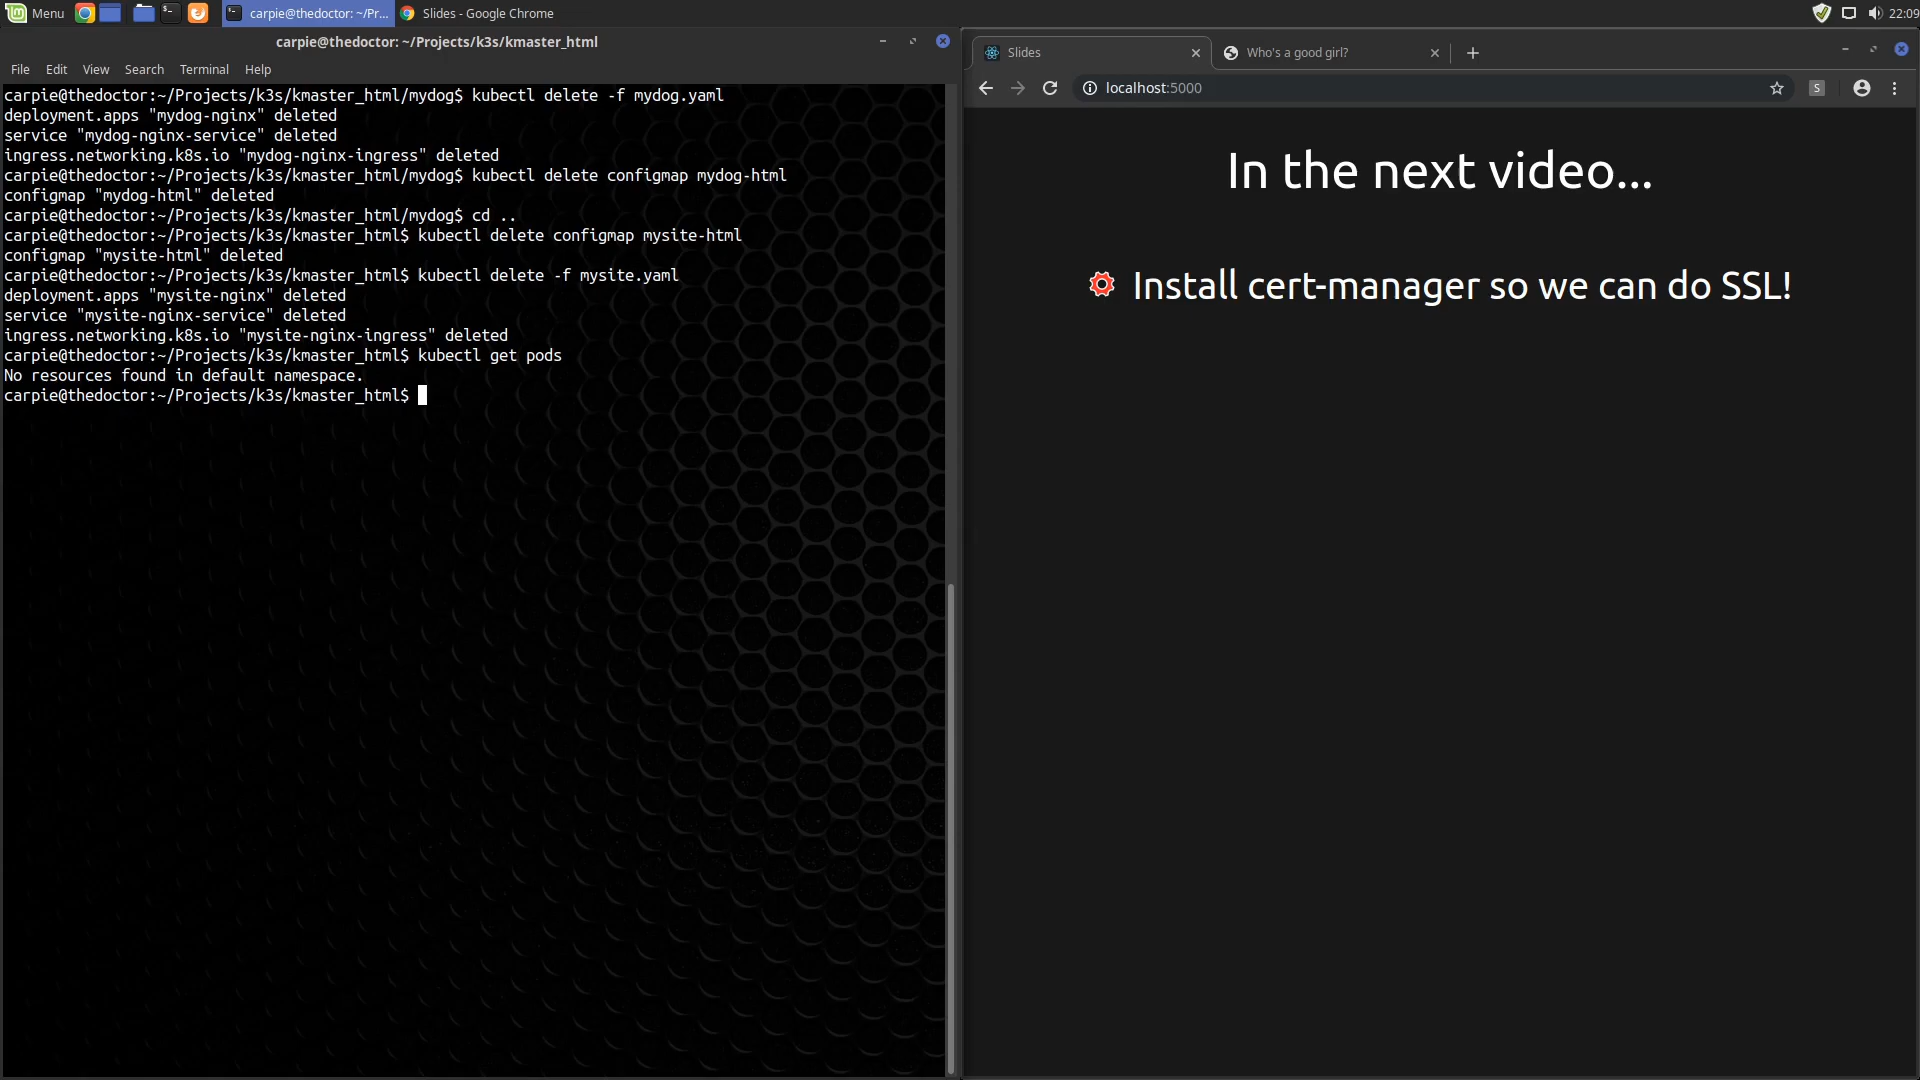 Menu
carpie@thedoctor: ~/Pr...
Slides - Google Chrome
22:09
carpie@thedoctor: ~/Projects/k3s/kmaster_html
File Edit View Search Terminal Help
carpie@thedoctor:~/Projects/k3s/kmaster_html/mydog$ kubectl delete -f mydog.yaml
deployment.apps "mydog-nginx" deleted
service "mydog-nginx-service" deleted
ingress.networking.k8s.io "mydog-nginx-ingress" deleted
carpie@thedoctor:~/Projects/k3s/kmaster_html/mydog$ kubectl delete configmap mydog-html
configmap "mydog-html" deleted
carpie@thedoctor:~/Projects/k3s/kmaster_html/mydog$ cd ..
carpie@thedoctor:~/Projects/k3s/kmaster_html$ kubectl delete configmap mysite-html
configmap "mysite-html" deleted
carpie@thedoctor:~/Projects/k3s/kmaster_html$ kubectl delete -f mysite.yaml
deployment.apps "mysite-nginx" deleted
service "mysite-nginx-service" deleted
ingress.networking.k8s.io "mysite-nginx-ingress" deleted
carpie@thedoctor:~/Projects/k3s/kmaster_html$ kubectl get pods
No resources found in default namespace.
carpie@thedoctor:~/Projects/k3s/kmaster_html$
Slides
Who's a good girl?
localhost:5000
S
In the next video...
Install cert-manager so we can do SSL!